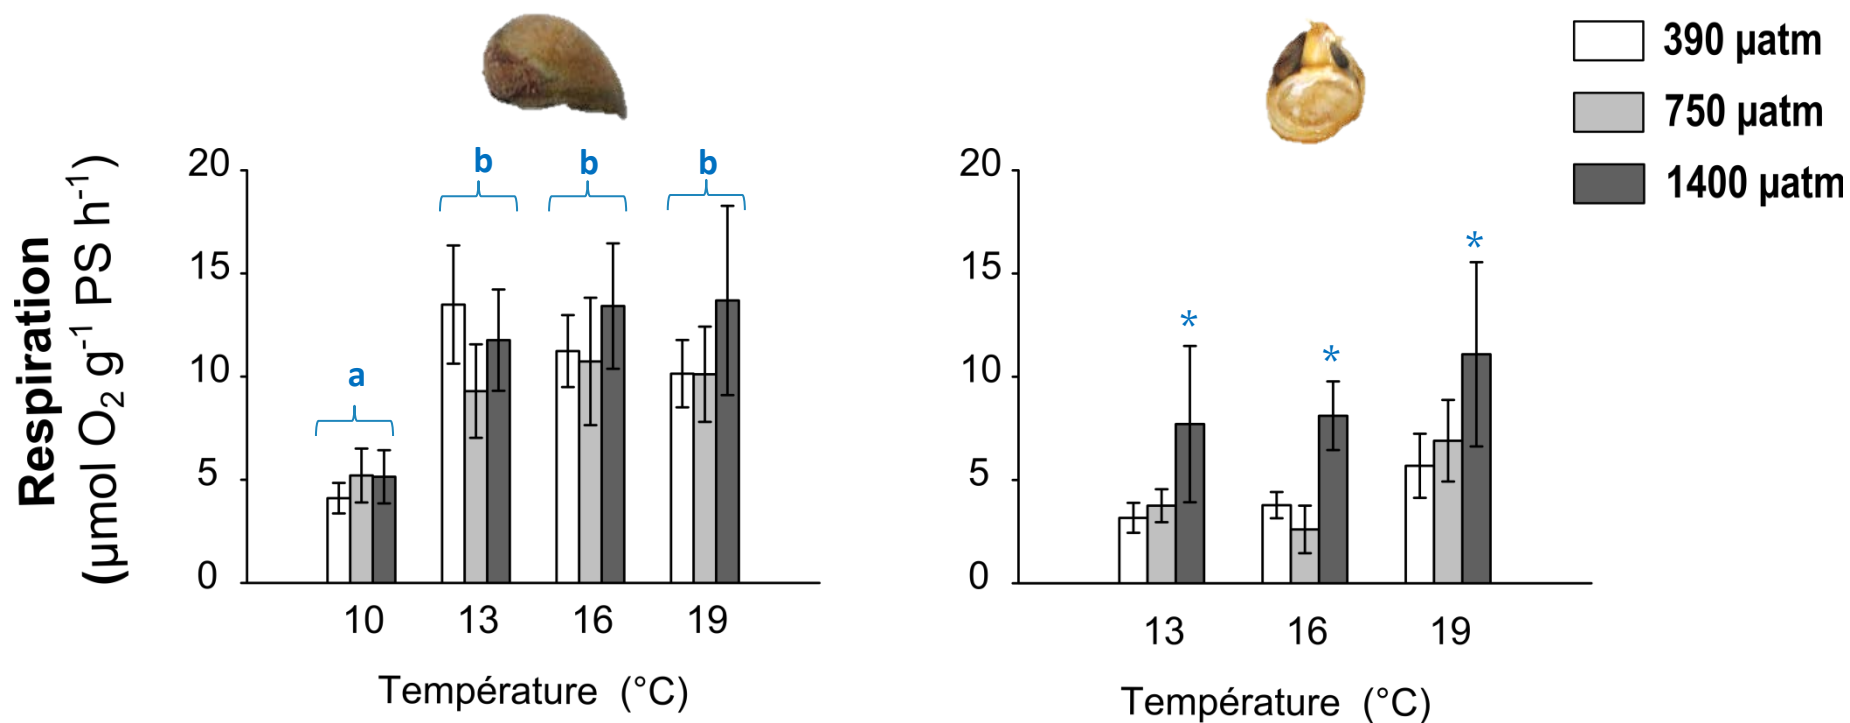 390 µatm
750 µatm
1400 µatm
Respiration
(µmol O2 g-1 PS h-1)
20
15
10
5
0
a
b
b
b
10 13 16 19
Température (°C)
20
15
10
5
0
*
*
*
13 16 19
Température (°C)